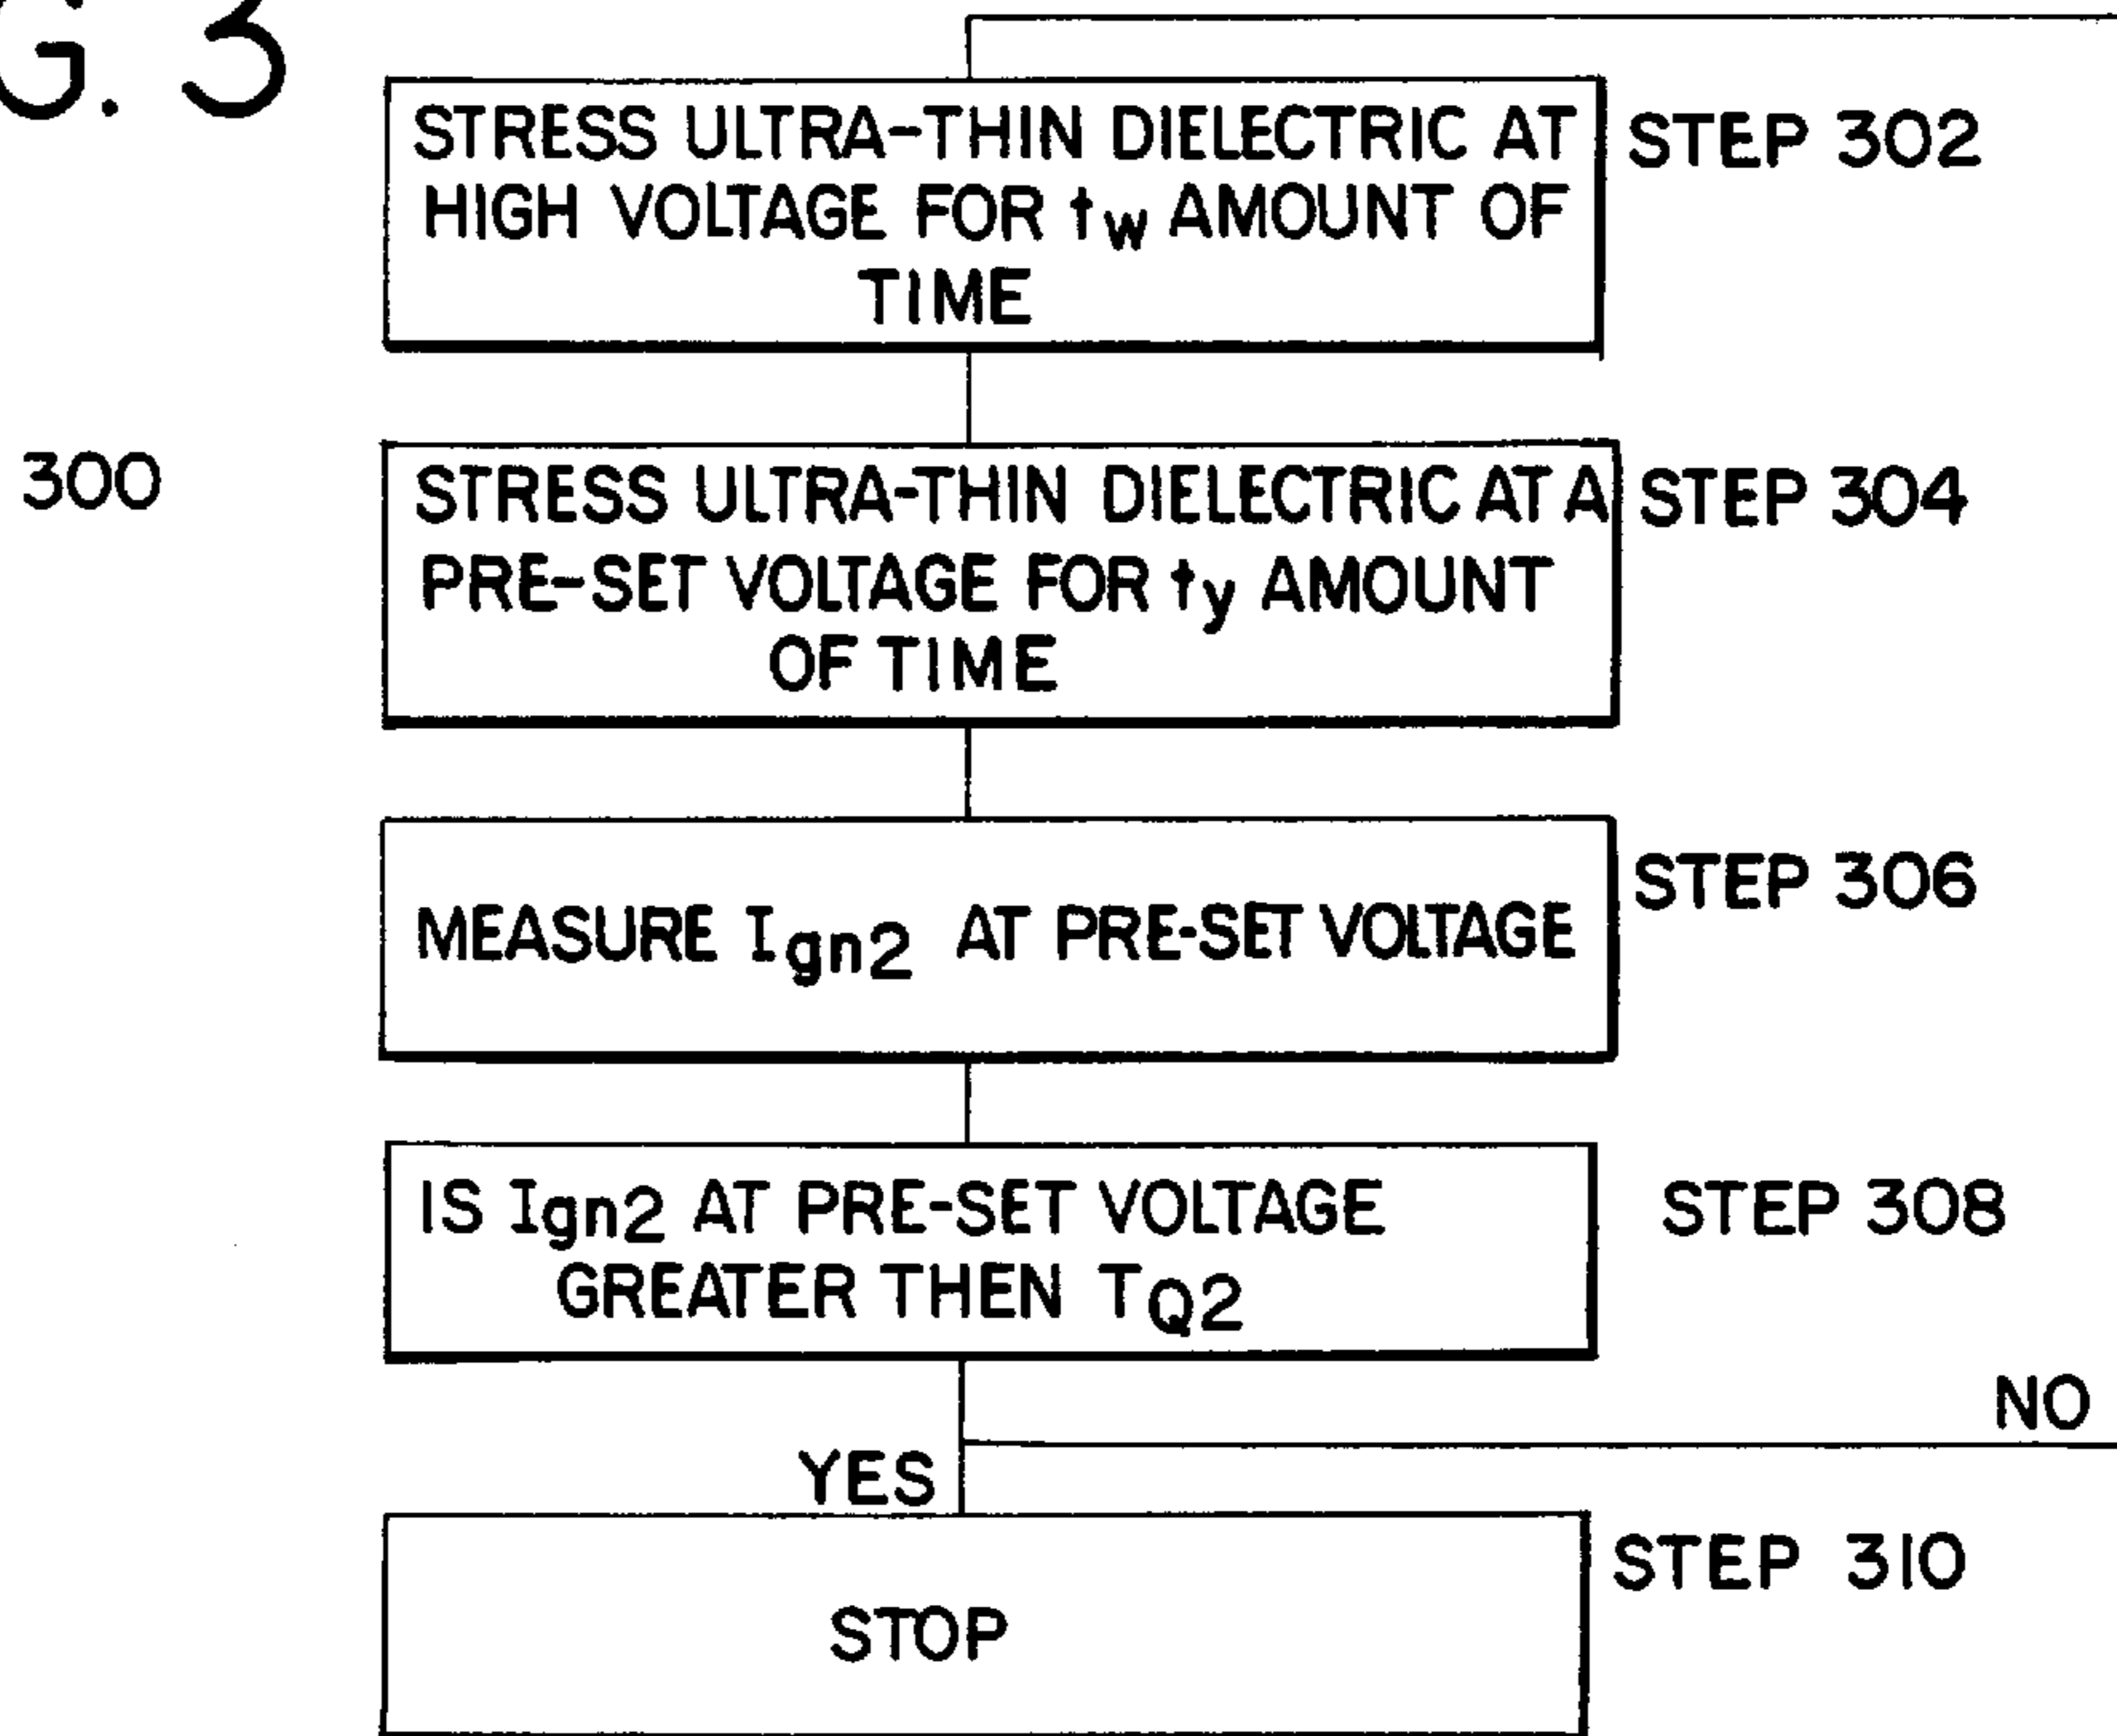 G. 3
STRESS ULTRA-THIN DIELECTRIC AT
HIGH VOLTAGE FOR tw AMOUNT OF
TIME
STEP 302
300
STRESS ULTRA-THIN DIELECTRIC AT A
PRE-SET VOLTAGE FOR ty AMOUNT
OF TIME
STEP 304
MEASURE Ign2 AT PRE-SET VOLTAGE
STEP 306
IS Ign2 AT PRE-SET VOLTAGE
GREATER THEN TQ2
STEP 308
NO
YES
STOP
STEP 310